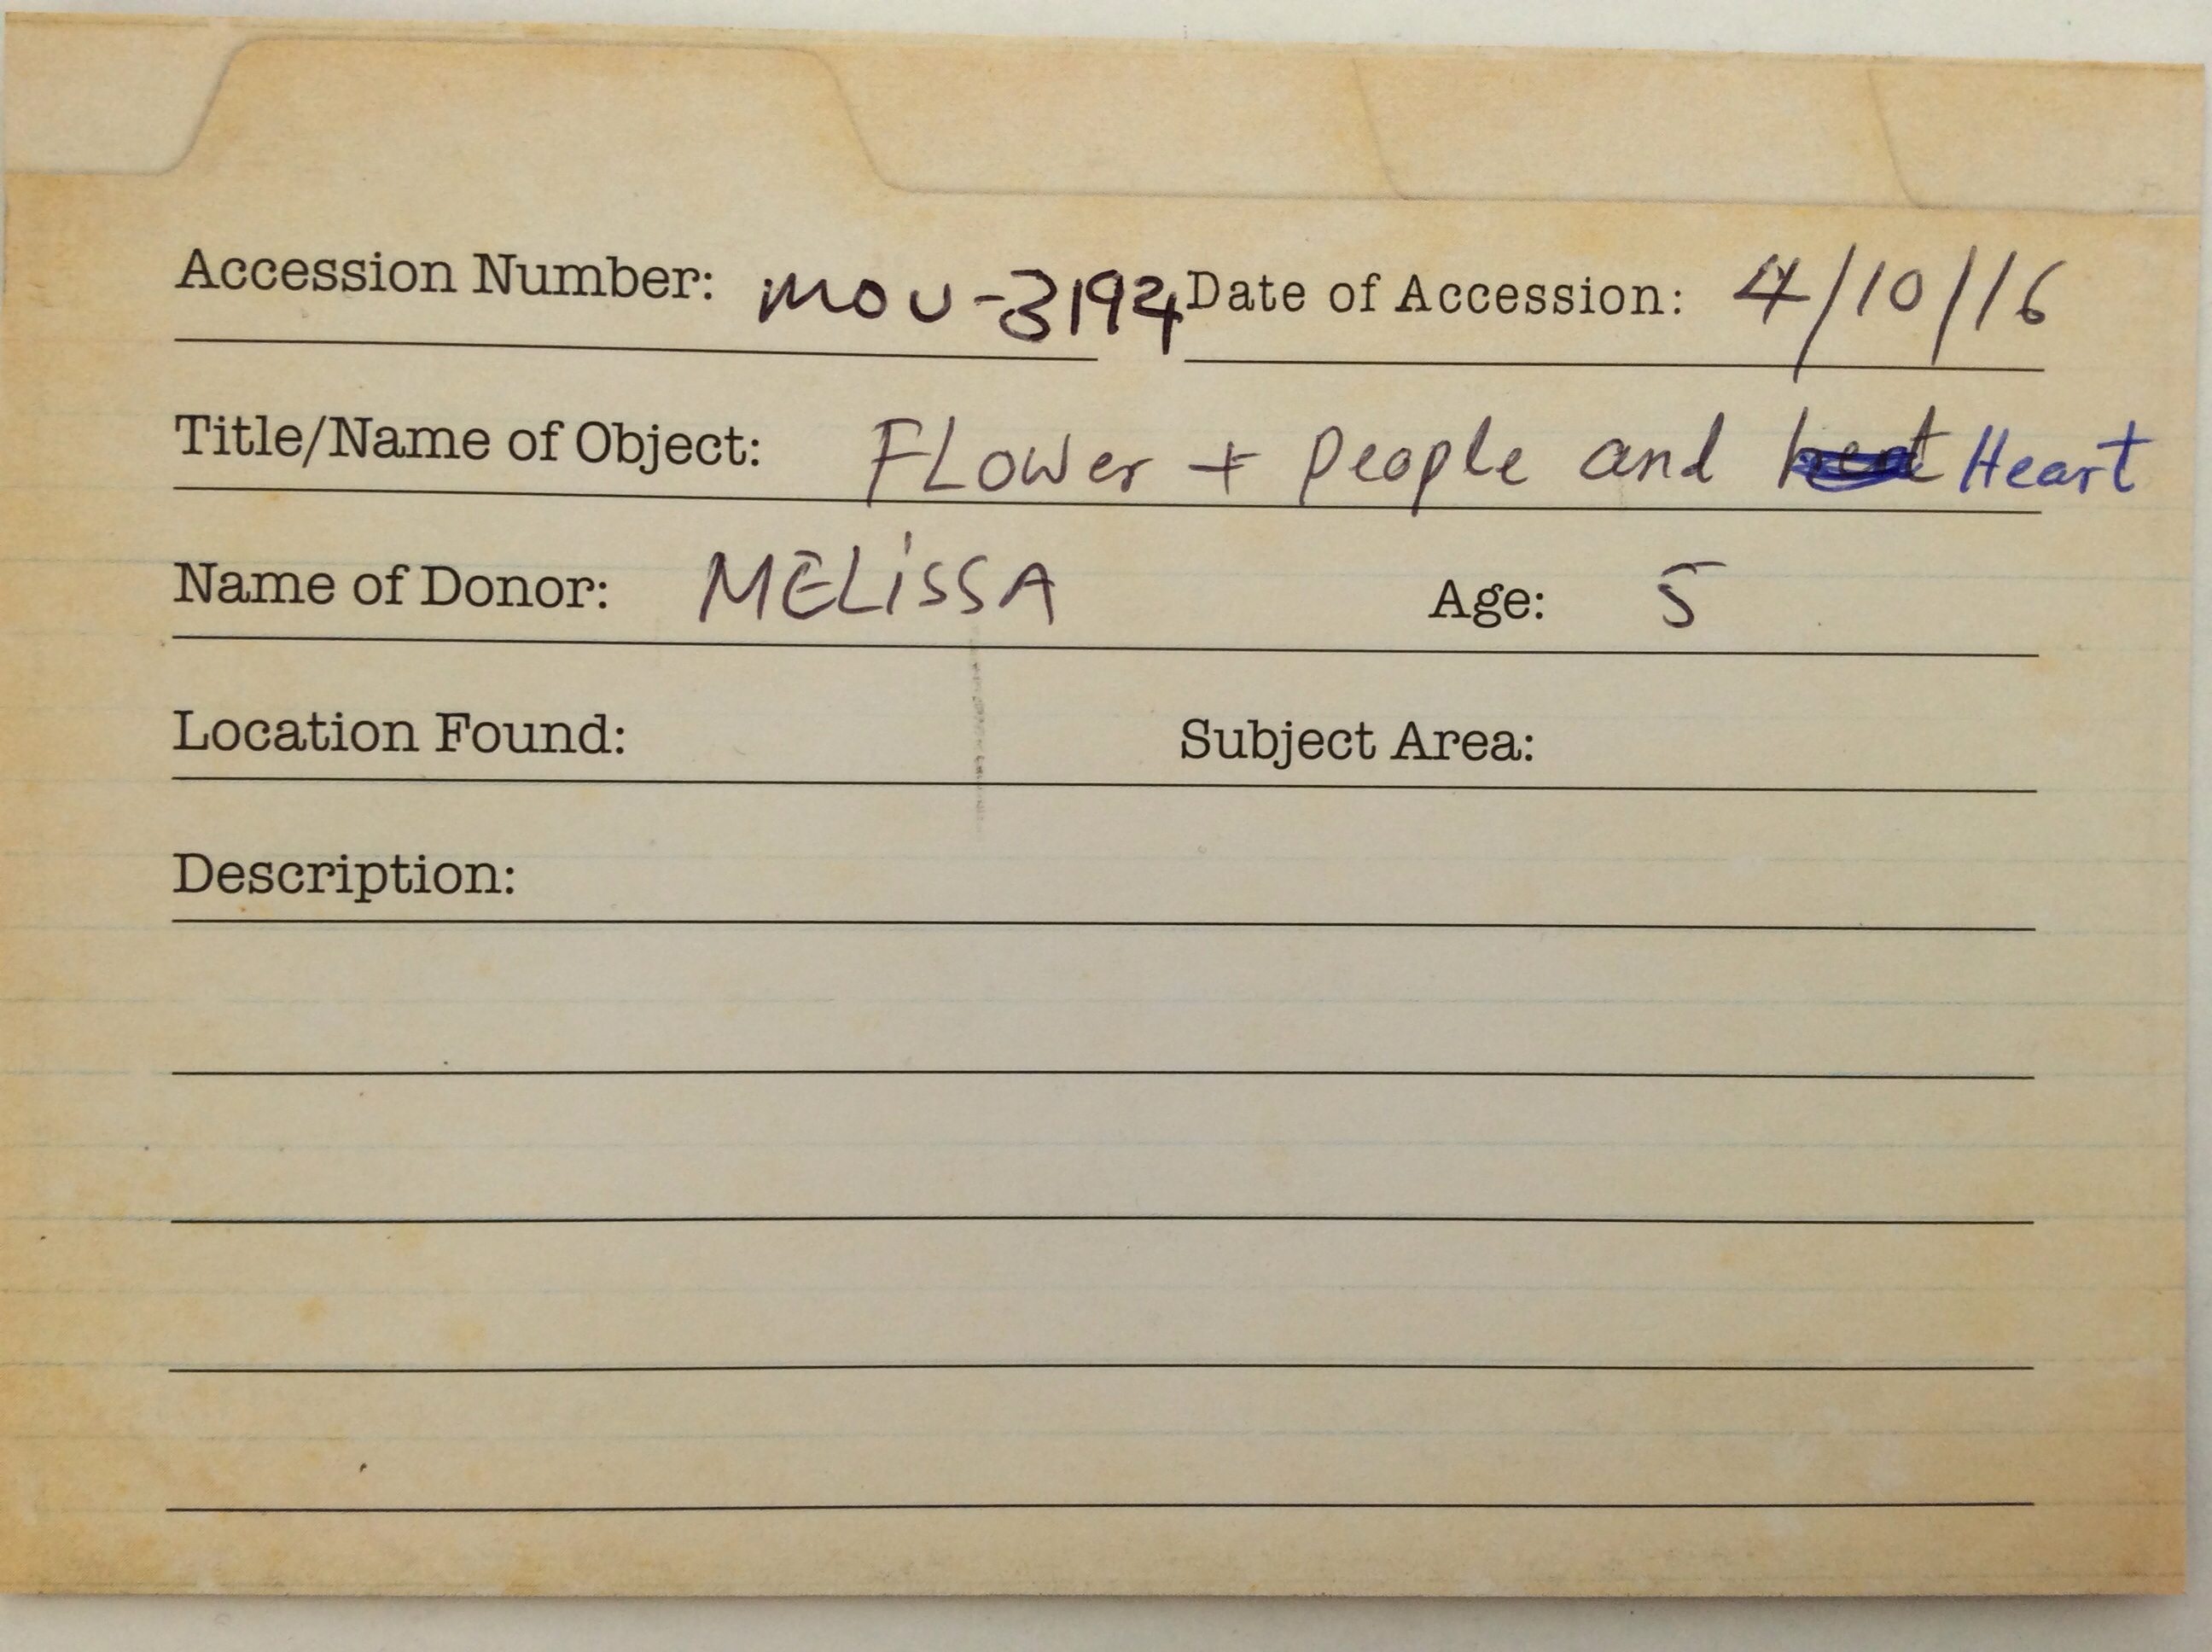 Accession Number: MOU-3194 Date of Accession: 4/10/16
Title/Name of Object: FLower + People and Heart
Name of Donor: MELiSSA Age: 5
Location Found: Subject Area:
Description: